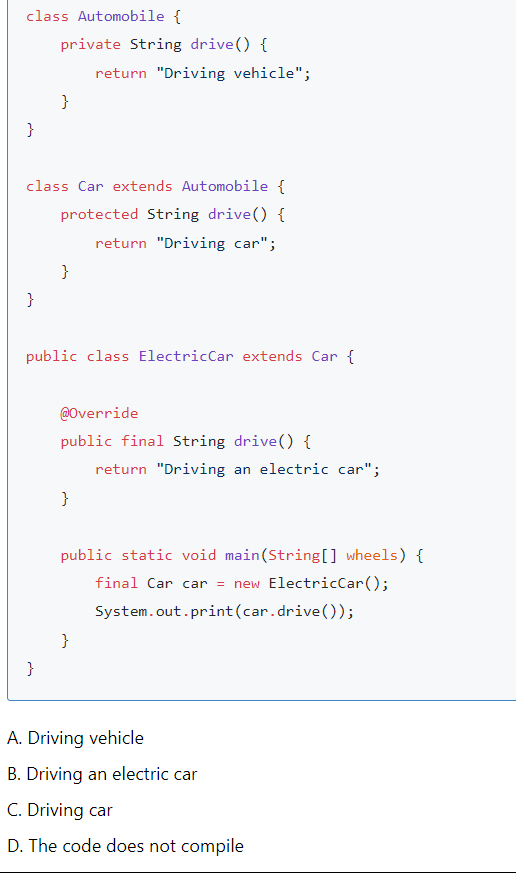 class Automobile {
    private String drive() {
        return "Driving vehicle";
    }
}

class Car extends Automobile {
    protected String drive() {
        return "Driving car";
    }
}

public class ElectricCar extends Car {

    @Override
    public final String drive() {
        return "Driving an electric car";
    }

    public static void main(String[] wheels) {
        final Car car = new ElectricCar();
        System.out.print(car.drive());
    }
}

A. Driving vehicle
B. Driving an electric car
C. Driving car
D. The code does not compile